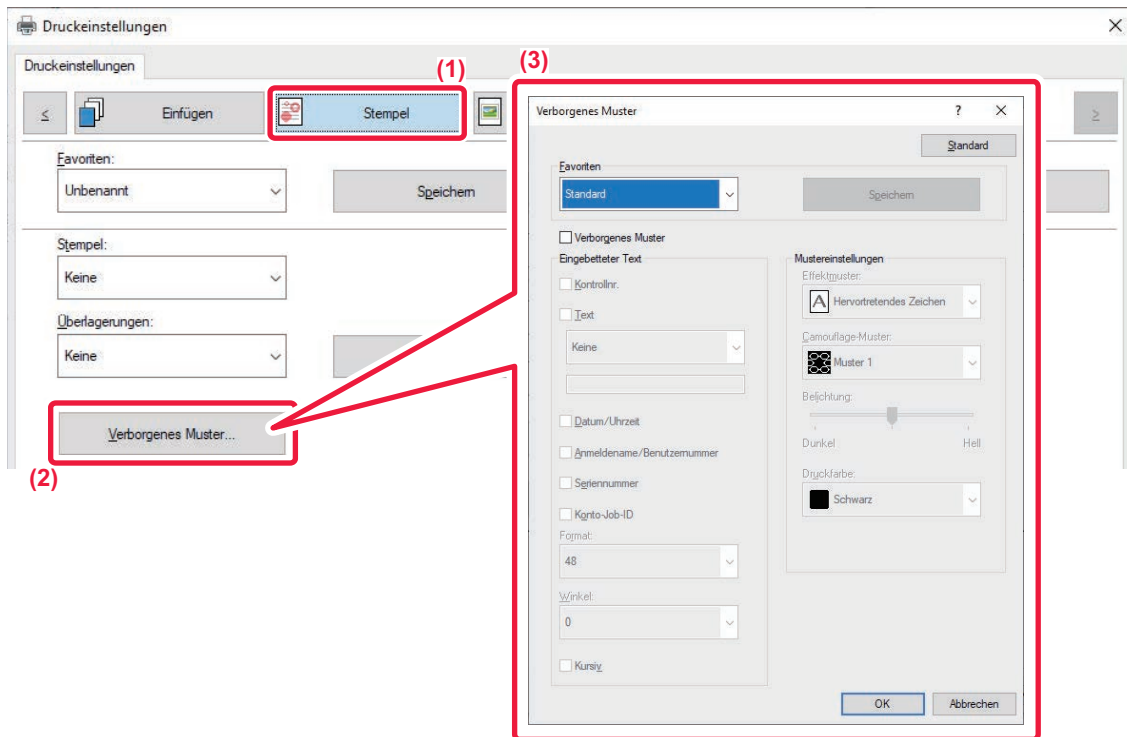 Druckeinstellungen
Druckeinstellungen
(1)
(3)
≤
Einfügen
Stempel
≥
Favoriten:
Unbenannt
Speichern
Stempel:
Keine
Überlagerungen:
Keine
Verborgenes Muster...
(2)
Verborgenes Muster
?
Standard
Favoriten
Standard
Speichern
Verborgenes Muster
Eingebetteter Text
Kontrollnr.
Text
Keine
Datum/Uhrzeit
Anmeldename/Benutzernummer
Seriennummer
Konto-Job-ID
Format:
48
Winkel:
0
Kursiv
Mustereinstellungen
Effektmuster:
A Hervortretendes Zeichen
Camouflage-Muster:
Muster 1
Belichtung:
Dunkel Hell
Druckfarbe:
Schwarz
OK Abbrechen